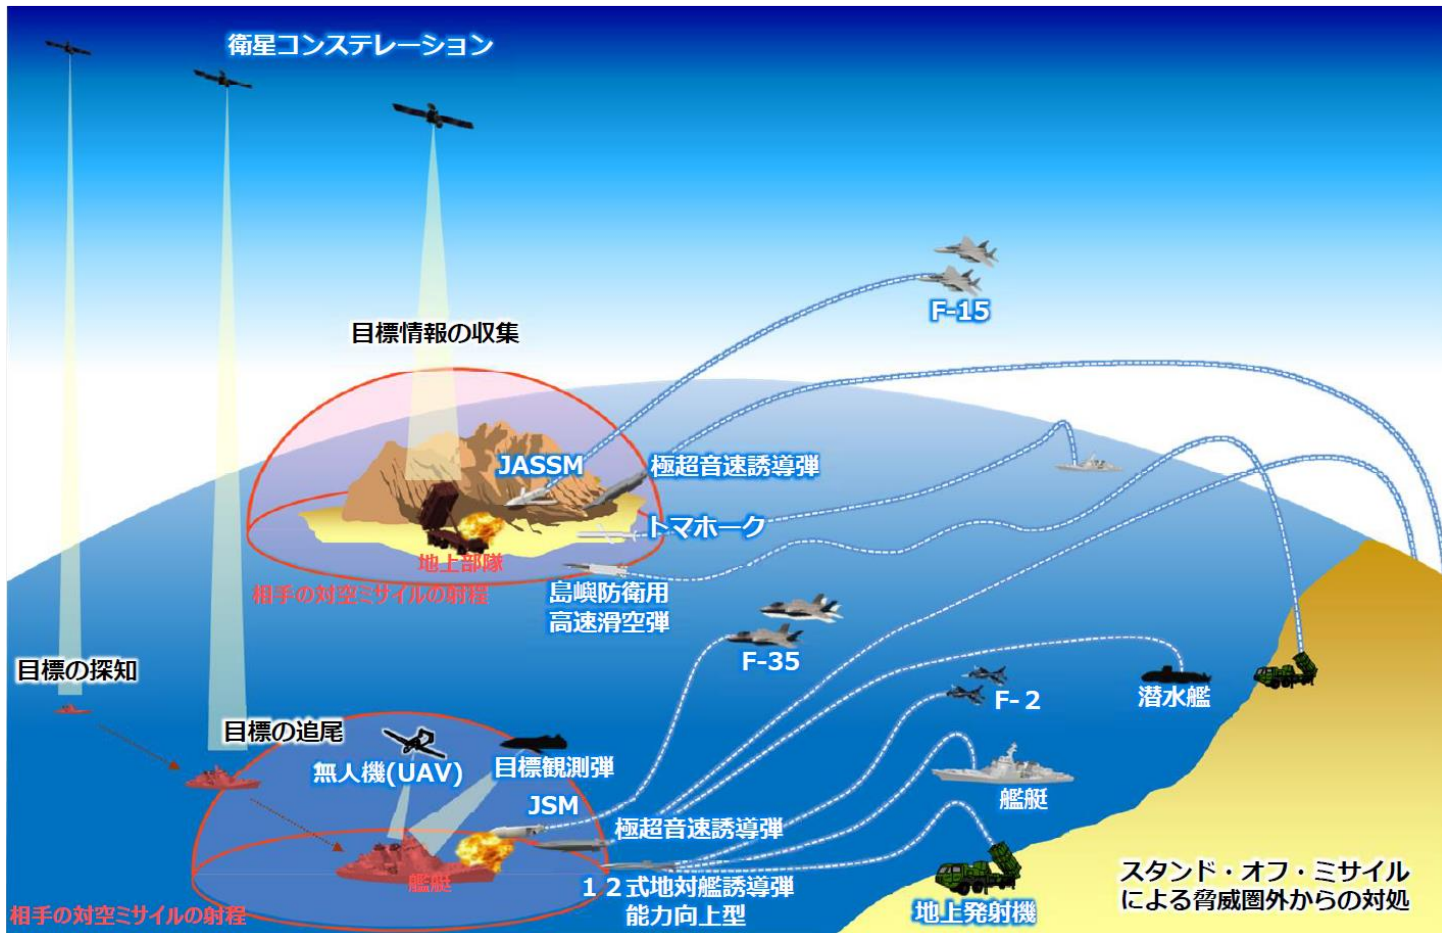 衛星コンステレーション
F-15
目標情報の収集
JASSM
極超音速誘導弾
トマホーク
地上部隊
相手の対空ミサイルの射程
島嶼防衛用
高速滑空弾
F-35
目標の探知
F-２
潜水艦
目標の追尾
無人機(UAV)
目標観測弾
JSM
艦艇
極超音速誘導弾
艦艇
１２式地対艦誘導弾
能力向上型
地上発射機
相手の対空ミサイルの射程
スタンド・オフ・ミサイル
による脅威圏外からの対処